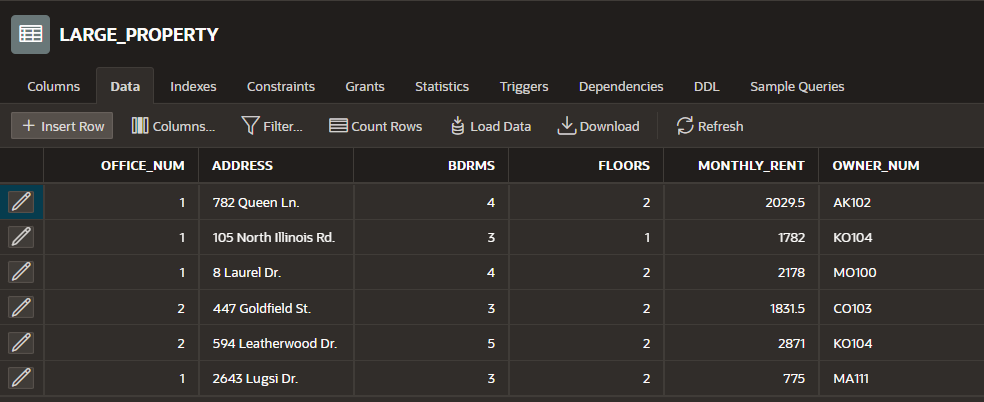 LARGE_PROPERTY
Columns Data Indexes Constraints Grants Statistics Triggers Dependencies DDL Sample Queries
+ Insert Row Columns... Filter... Count Rows Load Data Download Refresh
OFFICE_NUM ADDRESS BDRMS FLOORS MONTHLY_RENT OWNER_NUM
1 782 Queen Ln. 4 2 2029.5 AK102
1 105 North Illinois Rd. 3 1 1782 KO104
1 8 Laurel Dr. 4 2 2178 MO100
2 447 Goldfield St. 3 2 1831.5 CO103
2 594 Leatherwood Dr. 5 2 2871 KO104
1 2643 Lugsi Dr. 3 2 775 MA111